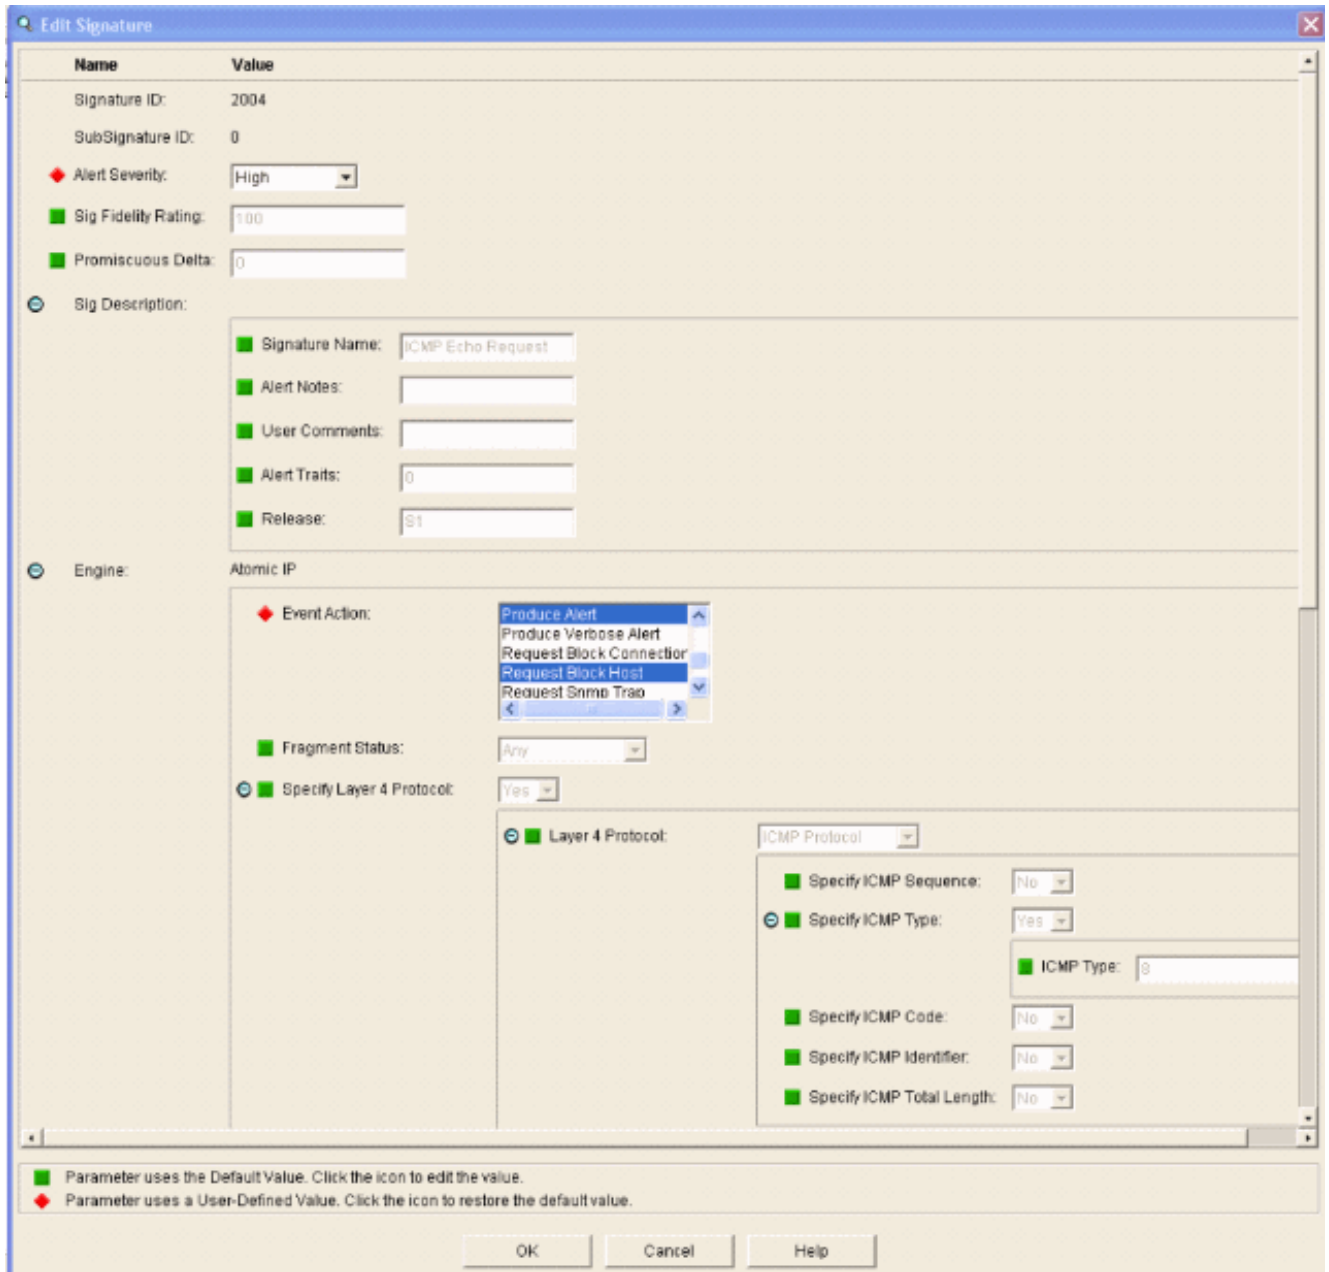 Edit Signature
Name Value
Signature ID: 2004
SubSignature ID: 0
Alert Severity: High
Sig Fidelity Rating: 100
Promiscuous Delta: 0
Sig Description:
Signature Name: ICMP Echo Request
Alert Notes:
User Comments:
Alert Traits: 0
Release: S1
Engine: Atomic IP
Event Action: Produce Alert
Produce Verbose Alert
Request Block Connection
Request Block Host
Request Snmp Trap
Fragment Status: Any
Specify Layer 4 Protocol: Yes
Layer 4 Protocol: ICMP Protocol
Specify ICMP Sequence: No
Specify ICMP Type: Yes
ICMP Type: 8
Specify ICMP Code: No
Specify ICMP Identifier: No
Specify ICMP Total Length: No
Parameter uses the Default Value. Click the icon to edit the value.
Parameter uses a User-Defined Value. Click the icon to restore the default value.
OK Cancel Help